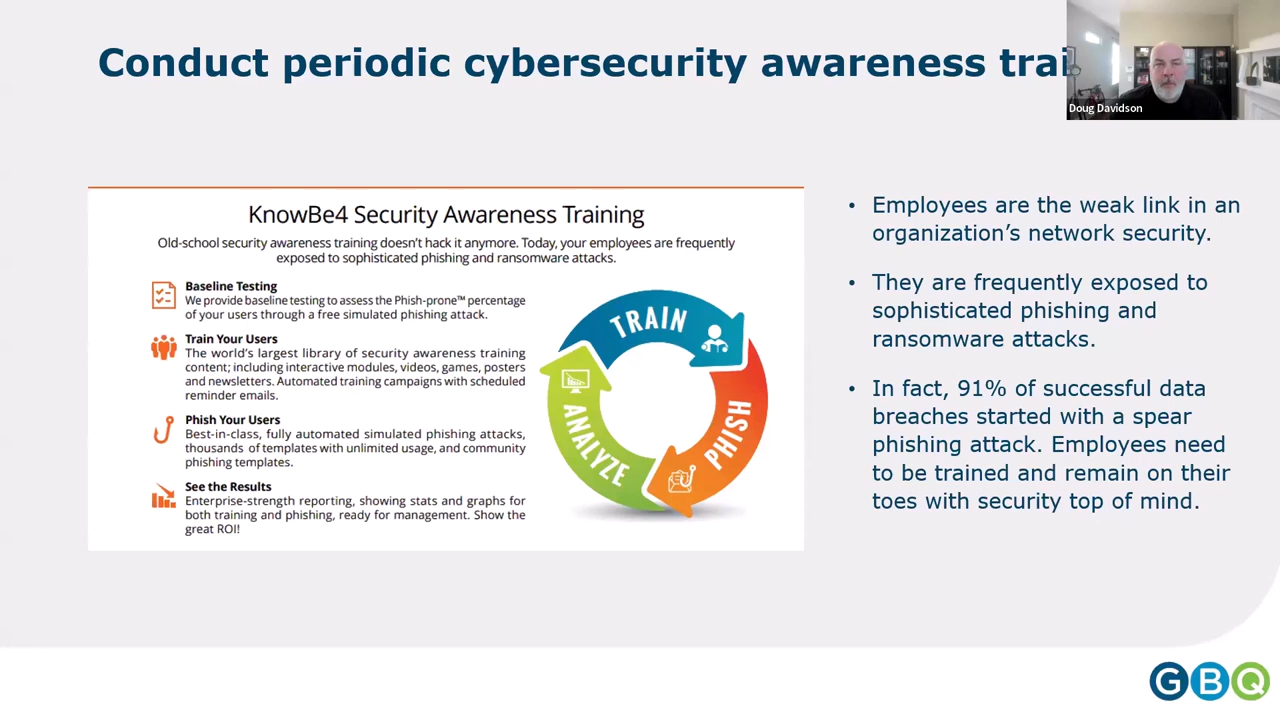 Conduct periodic cybersecurity awareness trai
Doug Davidson
KnowBe4 Security Awareness Training
Old-school security awareness training doesn't hack it anymore. Today, your employees are frequently
exposed to sophisticated phishing and ransomware attacks.
Baseline Testing
We provide baseline testing to assess the Phish-prone™ percentage
of your users through a free simulated phishing attack.
Train Your Users
The world's largest library of security awareness training
content; including interactive modules, videos, games, posters
and newsletters. Automated training campaigns with scheduled
reminder emails.
Phish Your Users
Best-in-class, fully automated simulated phishing attacks,
thousands of templates with unlimited usage, and community
phishing templates.
See the Results
Enterprise-strength reporting, showing stats and graphs for
both training and phishing, ready for management. Show the
great ROI!
TRAIN
PHISH
ANALYZE
• Employees are the weak link in an
organization's network security.
• They are frequently exposed to
sophisticated phishing and
ransomware attacks.
• In fact, 91% of successful data
breaches started with a spear
phishing attack. Employees need
to be trained and remain on their
toes with security top of mind.
GBQ